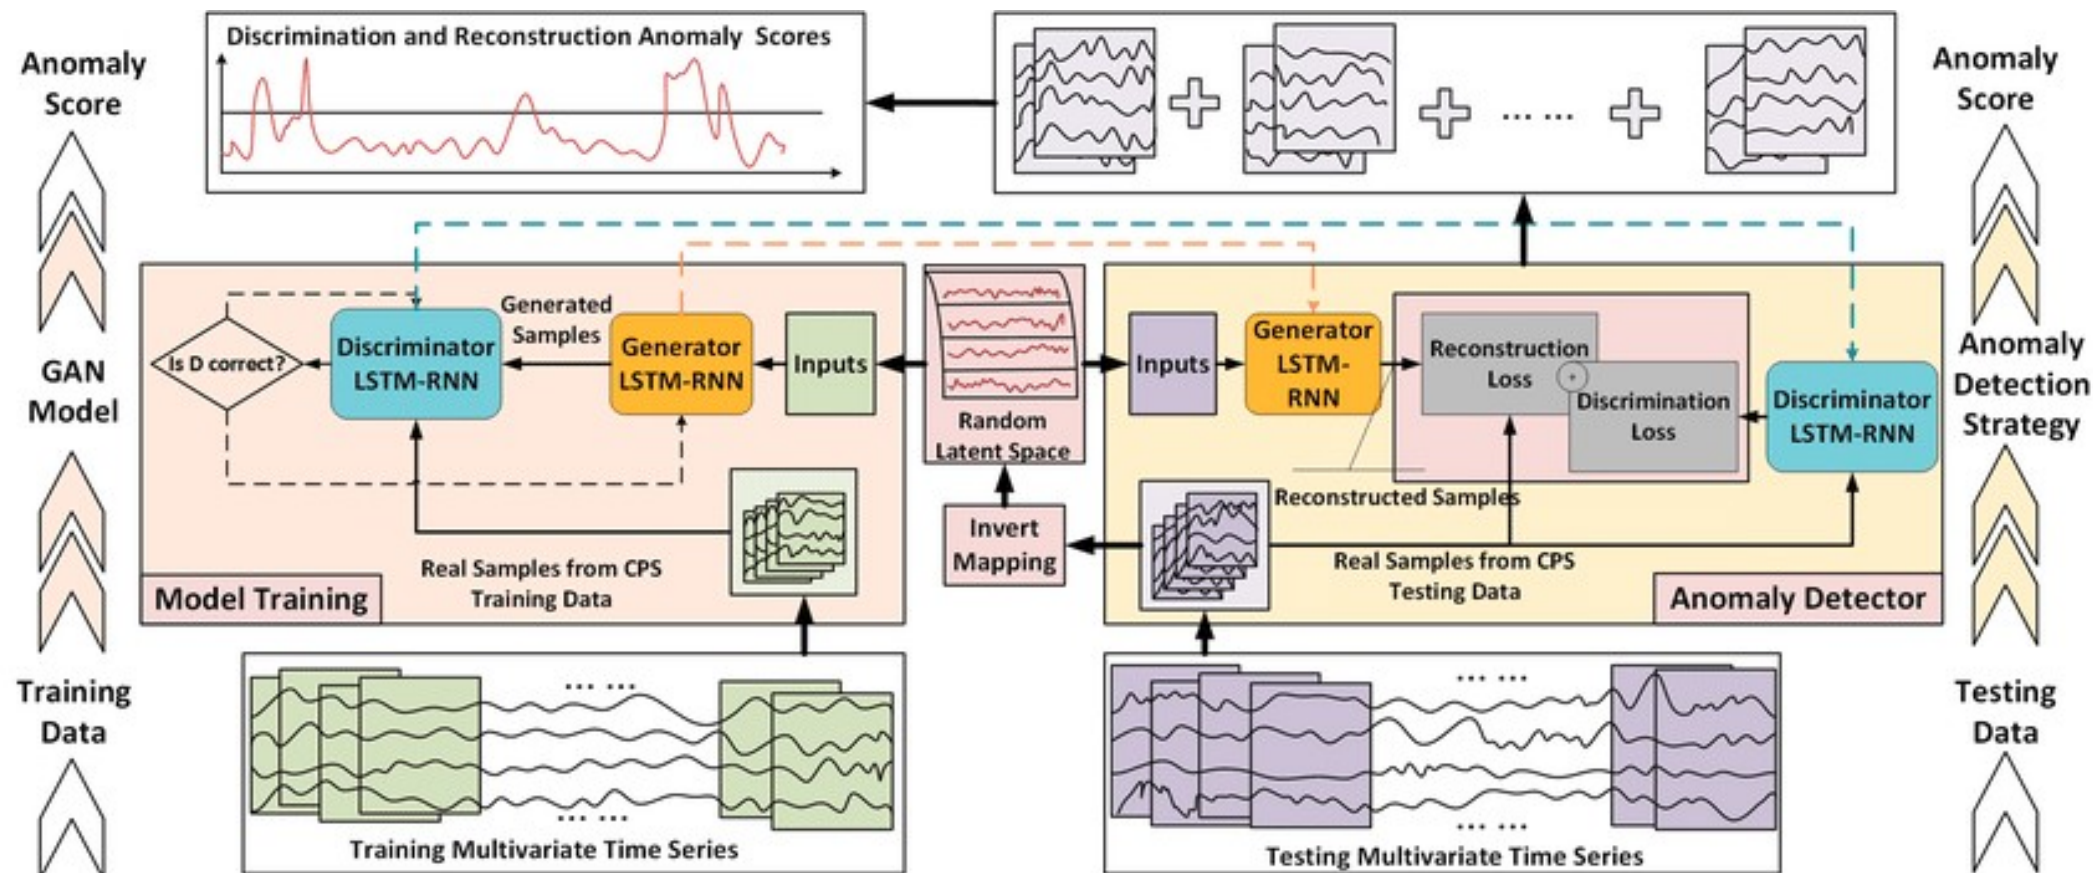 Anomaly
Score
Discrimination and Reconstruction Anomaly Scores
... ...
Anomaly
Score
GAN
Model
Is D correct?
Discriminator
LSTM-RNN
Generated
Samples
Generator
LSTM-RNN
Inputs
Random
Latent Space
Inputs
Generator
LSTM-
RNN
Reconstruction
Loss
+
Discrimination
Loss
Discriminator
LSTM-RNN
Anomaly
Detection
Strategy
Reconstructed Samples
Invert
Mapping
Real Samples from CPS
Training Data
Model Training
Real Samples from CPS
Testing Data
Anomaly Detector
Training
Data
... ...
... ...
Training Multivariate Time Series
... ...
... ...
Testing Multivariate Time Series
Testing
Data